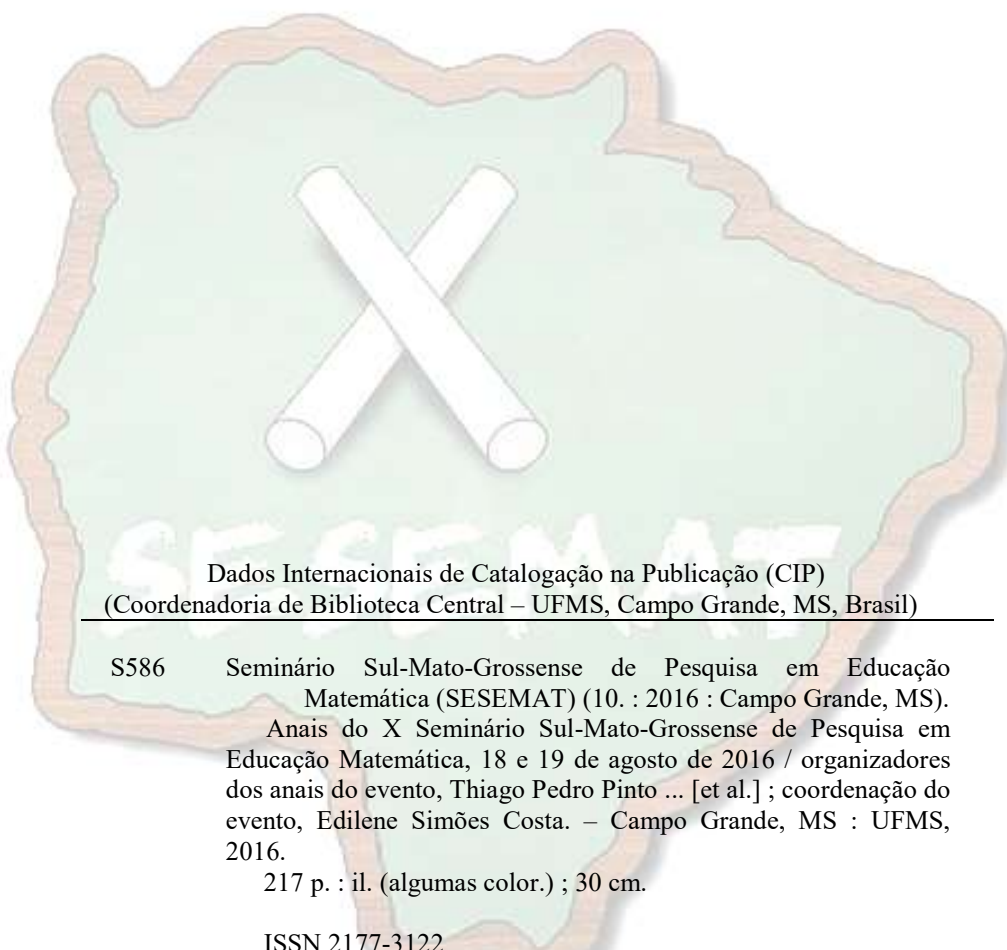 X
SESEMAT
Dados Internacionais de Catalogação na Publicação (CIP)
(Coordenadoria de Biblioteca Central – UFMS, Campo Grande, MS, Brasil)
S586 Seminário Sul-Mato-Grossense de Pesquisa em Educação
Matemática (SESEMAT) (10. : 2016 : Campo Grande, MS).
Anais do X Seminário Sul-Mato-Grossense de Pesquisa em
Educação Matemática, 18 e 19 de agosto de 2016 / organizadores
dos anais do evento, Thiago Pedro Pinto ... [et al.] ; coordenação do
evento, Edilene Simões Costa. – Campo Grande, MS : UFMS,
2016.
217 p. : il. (algumas color.) ; 30 cm.
ISSN 2177-3122